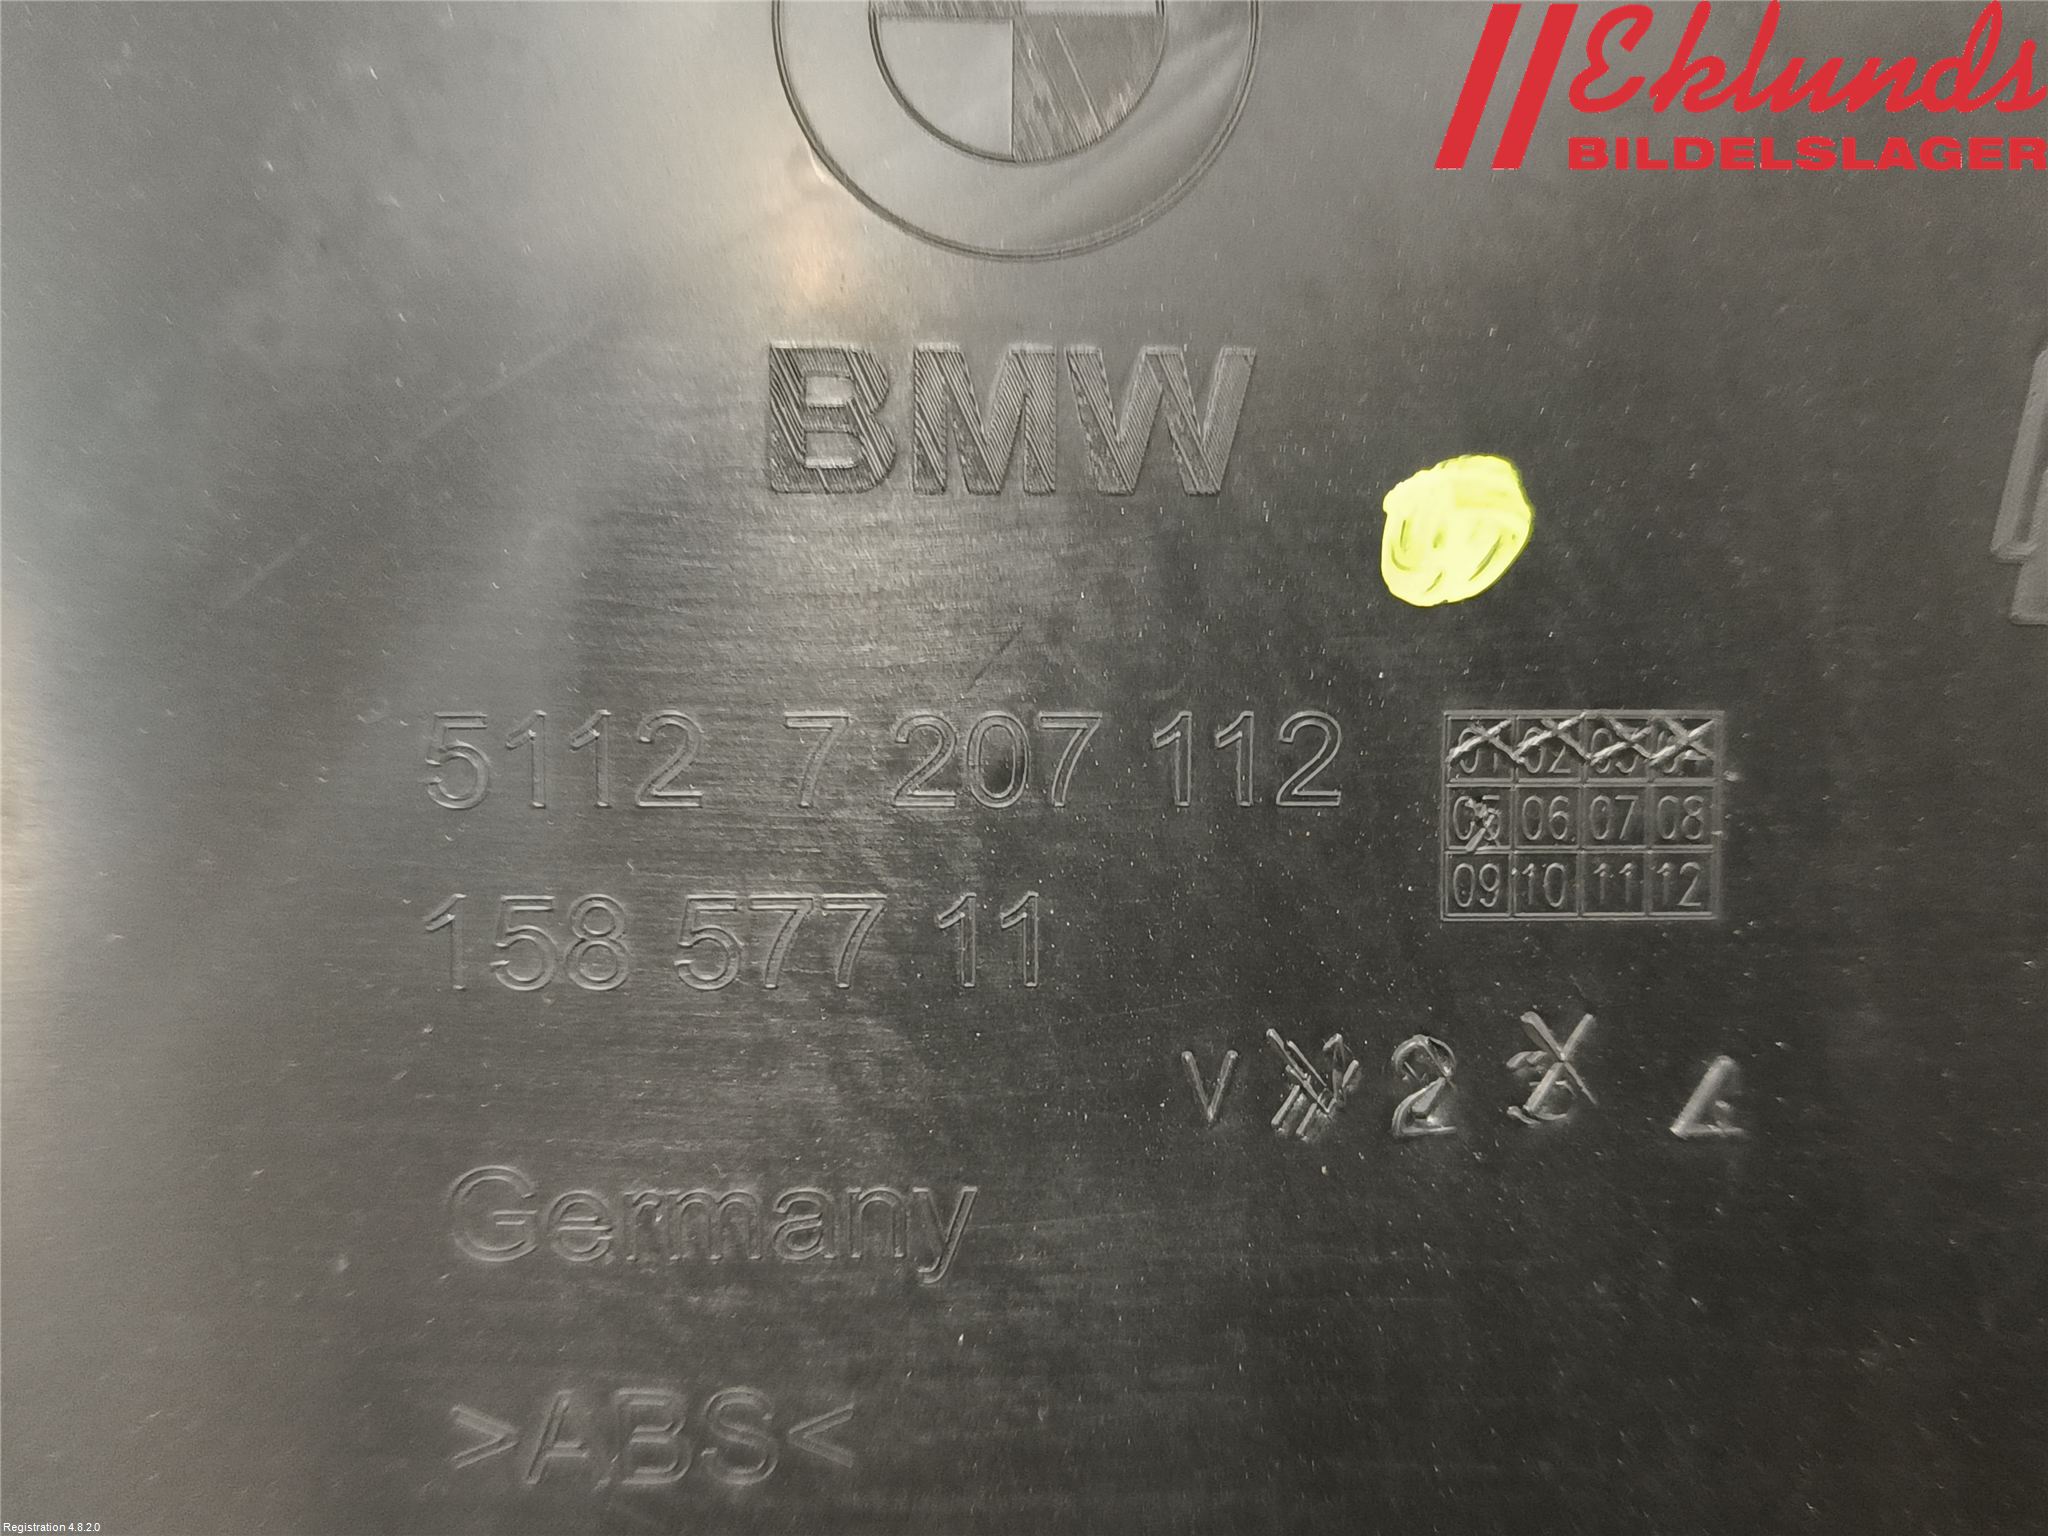 Eklunds
BILDELSLAGER
BMW
5112 7 207 112
158 577 11
01 02 03 04
05 06 07 08
09 10 11 12
V 2
Germany
>ABS<
Registration 4.8.2.0